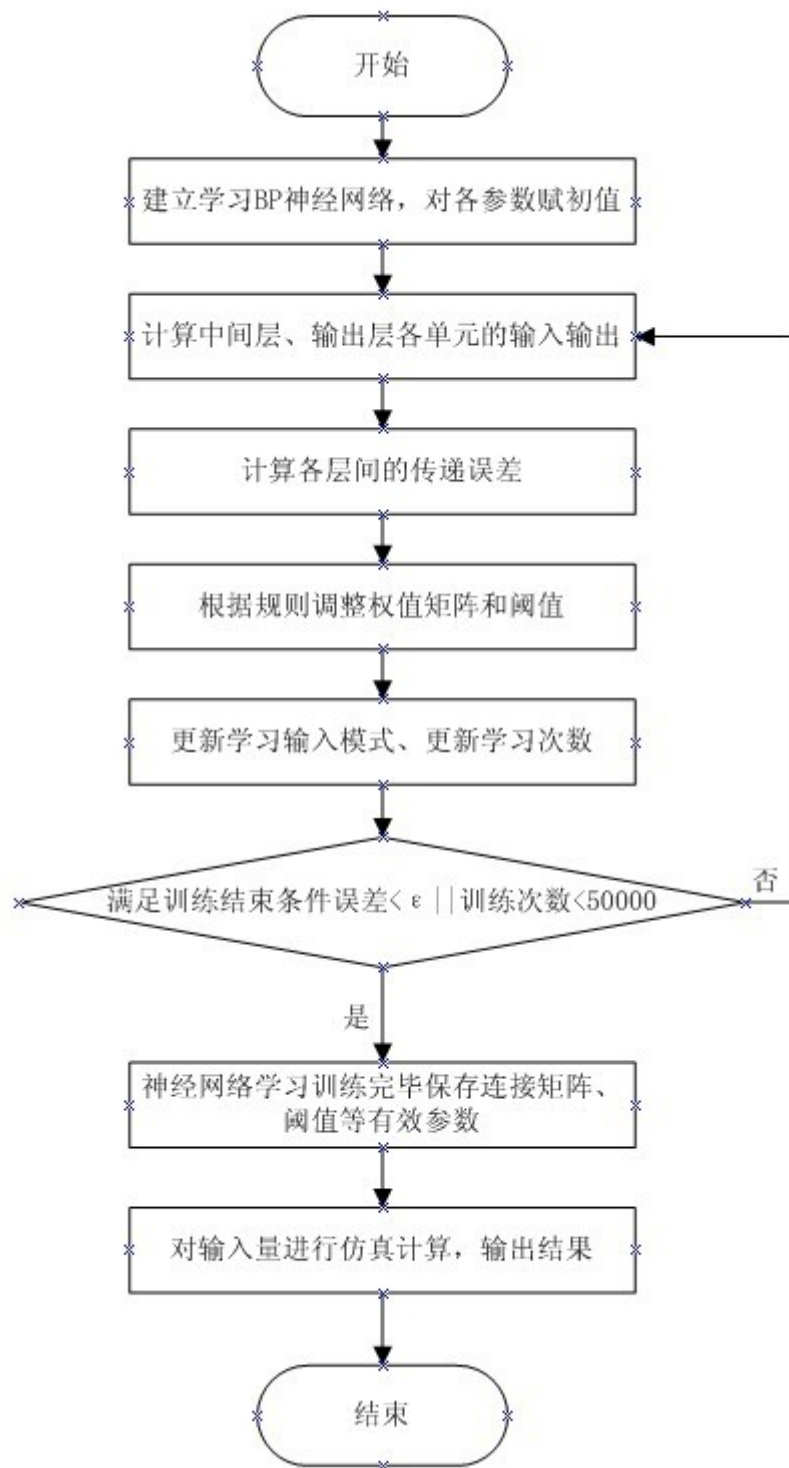 开始
建立学习BP神经网络，对各参数赋初值
计算中间层、输出层各单元的输入输出
计算各层间的传递误差
根据规则调整权值矩阵和阈值
更新学习输入模式、更新学习次数
满足训练结束条件误差<ε||训练次数<50000
否
是
神经网络学习训练完毕保存连接矩阵、
阈值等有效参数
对输入量进行仿真计算，输出结果
结束